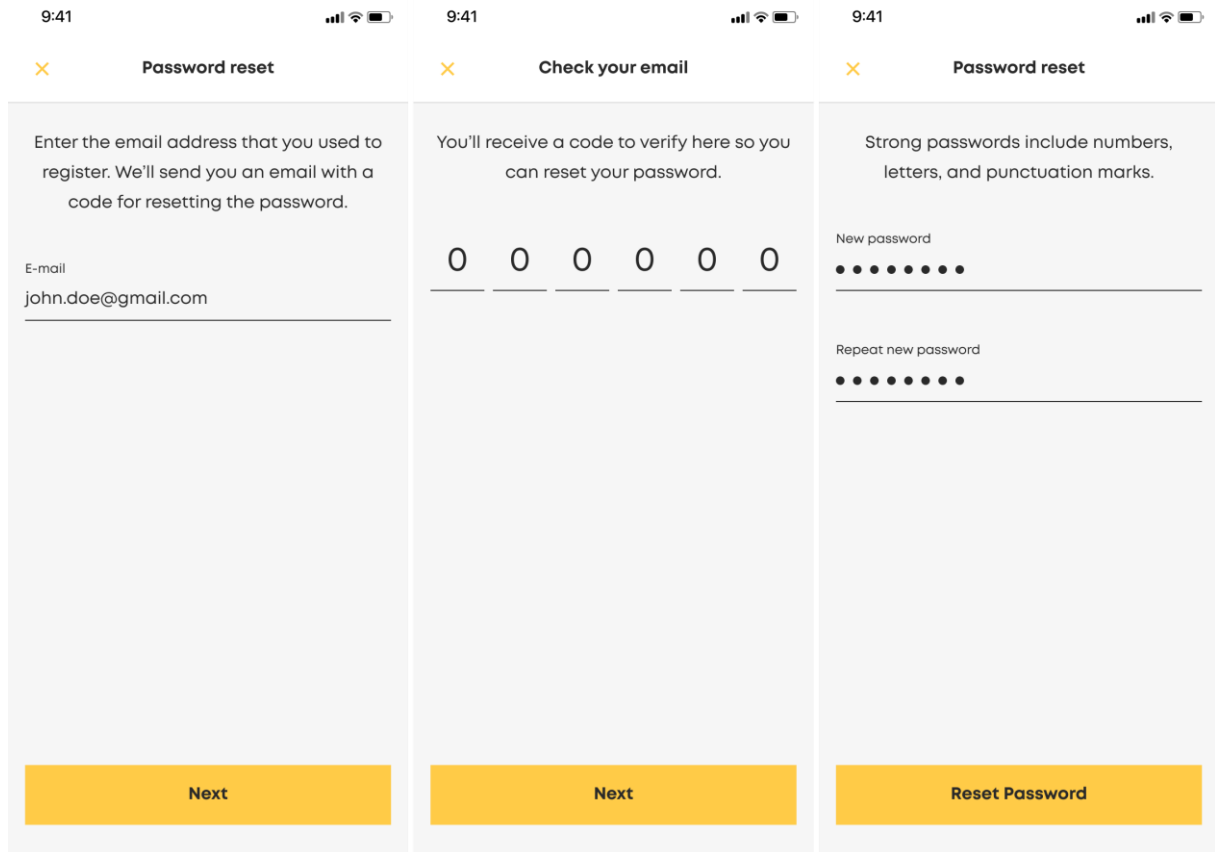 9:41
Password reset
Enter the email address that you used to
register. We’ll send you an email with a
code for resetting the password.
E-mail
john.doe@gmail.com
Next
9:41
Check your email
You’ll receive a code to verify here so you
can reset your password.
0 0 0 0 0 0
Next
9:41
Password reset
Strong passwords include numbers,
letters, and punctuation marks.
New password
Repeat new password
Reset Password